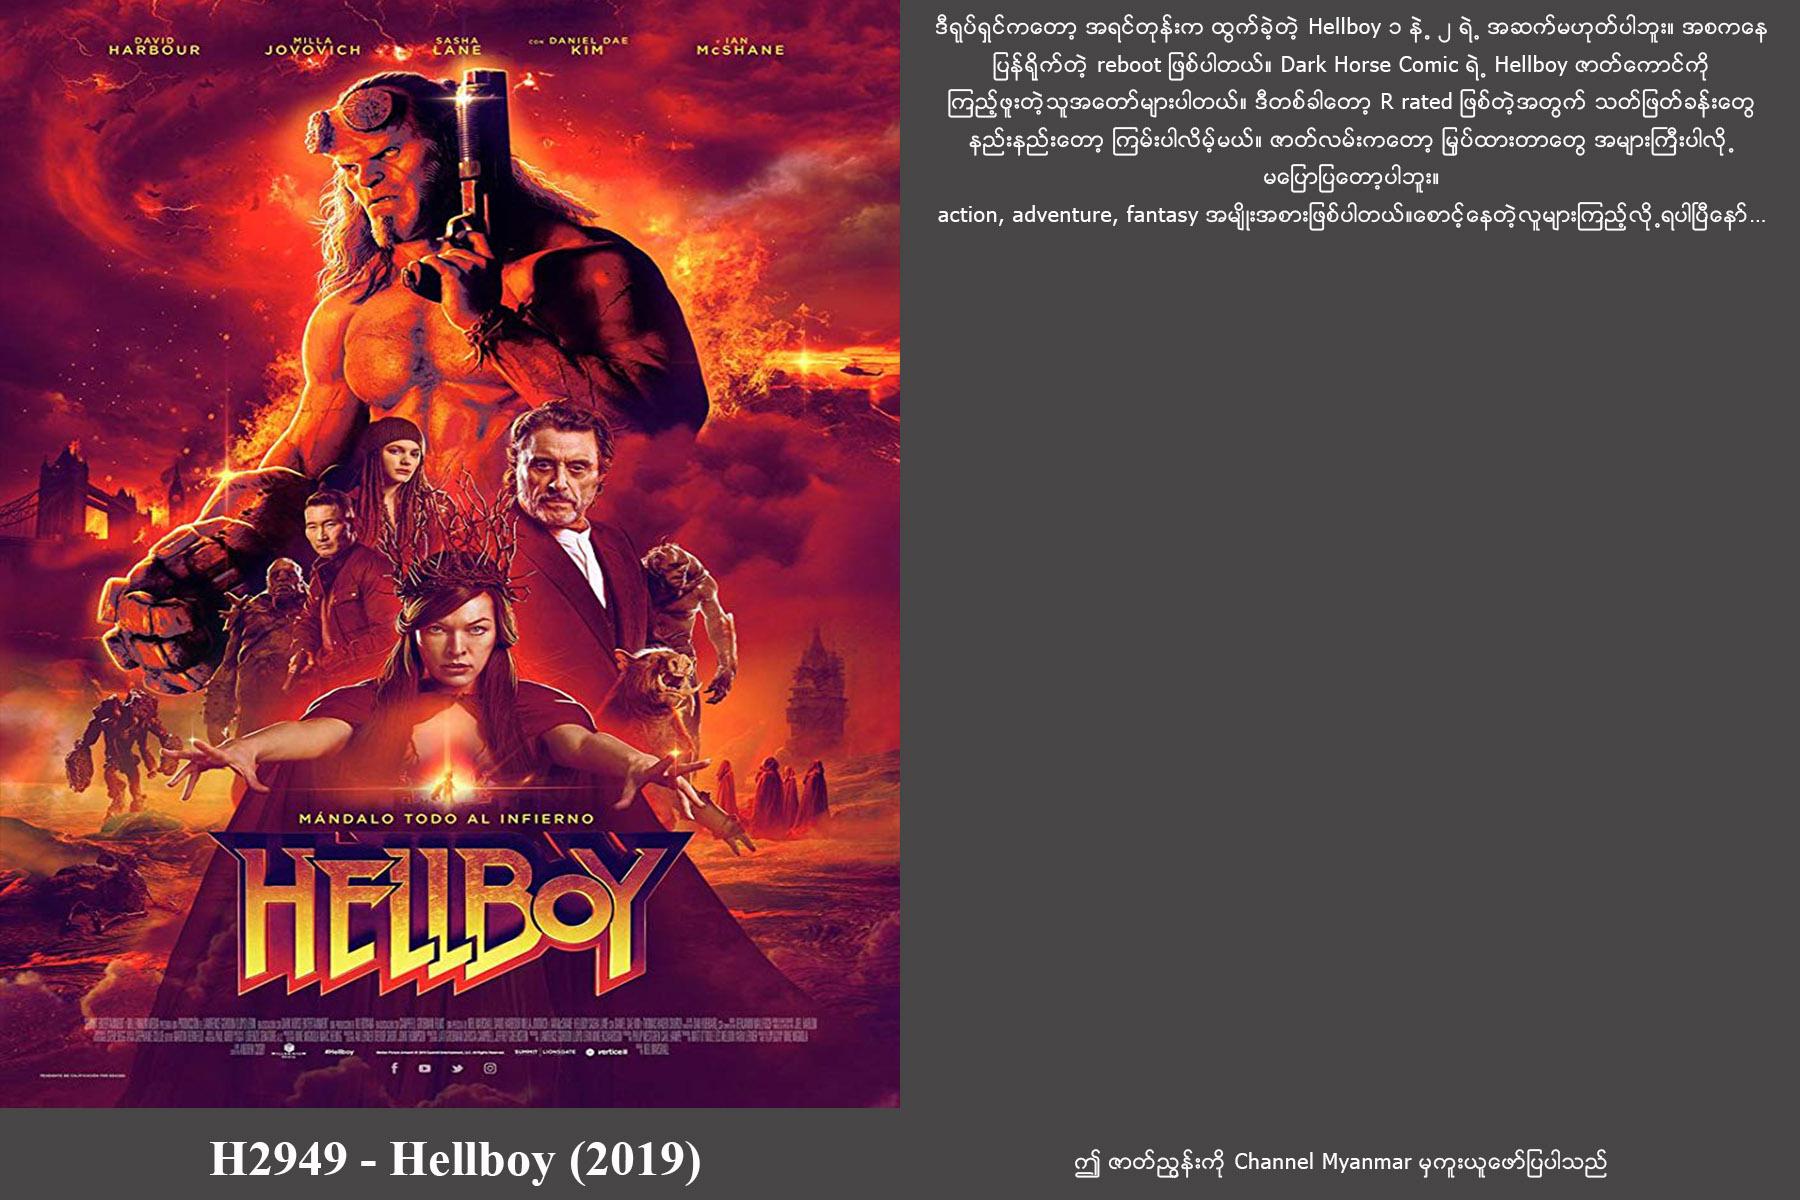 DAVID HARBOUR
MILLA JOVOVICH
SASHA LANE
CON DANIEL DAE KIM
IAN McSHANE
MÁNDALO TODO AL INFIERNO
HELLBOY
#Hellboy
SUMMIT LIONSGATE vertice
H2949 - Hellboy (2019)
ဒီရုပ်ရှင်ကတော့ အရင်တုန်းက ထွက်ခဲ့တဲ့ Hellboy ၁ နဲ့ ၂ ရဲ့ အဆက်မဟုတ်ပါဘူး။ အစကနေ
ပြန်ရိုက်တဲ့ reboot ဖြစ်ပါတယ်။ Dark Horse Comic ရဲ့ Hellboy ဇာတ်ကောင်ကို
ကြည့်ဖူးတဲ့သူအတော်များပါတယ်။ ဒီတစ်ခါတော့ R rated ဖြစ်တဲ့အတွက် သတ်ဖြတ်ခန်းတွေ
နည်းနည်းတော့ ကြမ်းပါလိမ့်မယ်။ ဇာတ်လမ်းကတော့ မြှုပ်ထားတာတွေ အများကြီးပါလို့
မပြောပြတော့ပါဘူး။
action, adventure, fantasy အမျိုးအစားဖြစ်ပါတယ်။စောင့်နေတဲ့လူများကြည့်လို့ရပါပြီနော်...
ဤ ဇာတ်ညွှန်းကို Channel Myanmar မှကူးယူဖော်ပြပါသည်